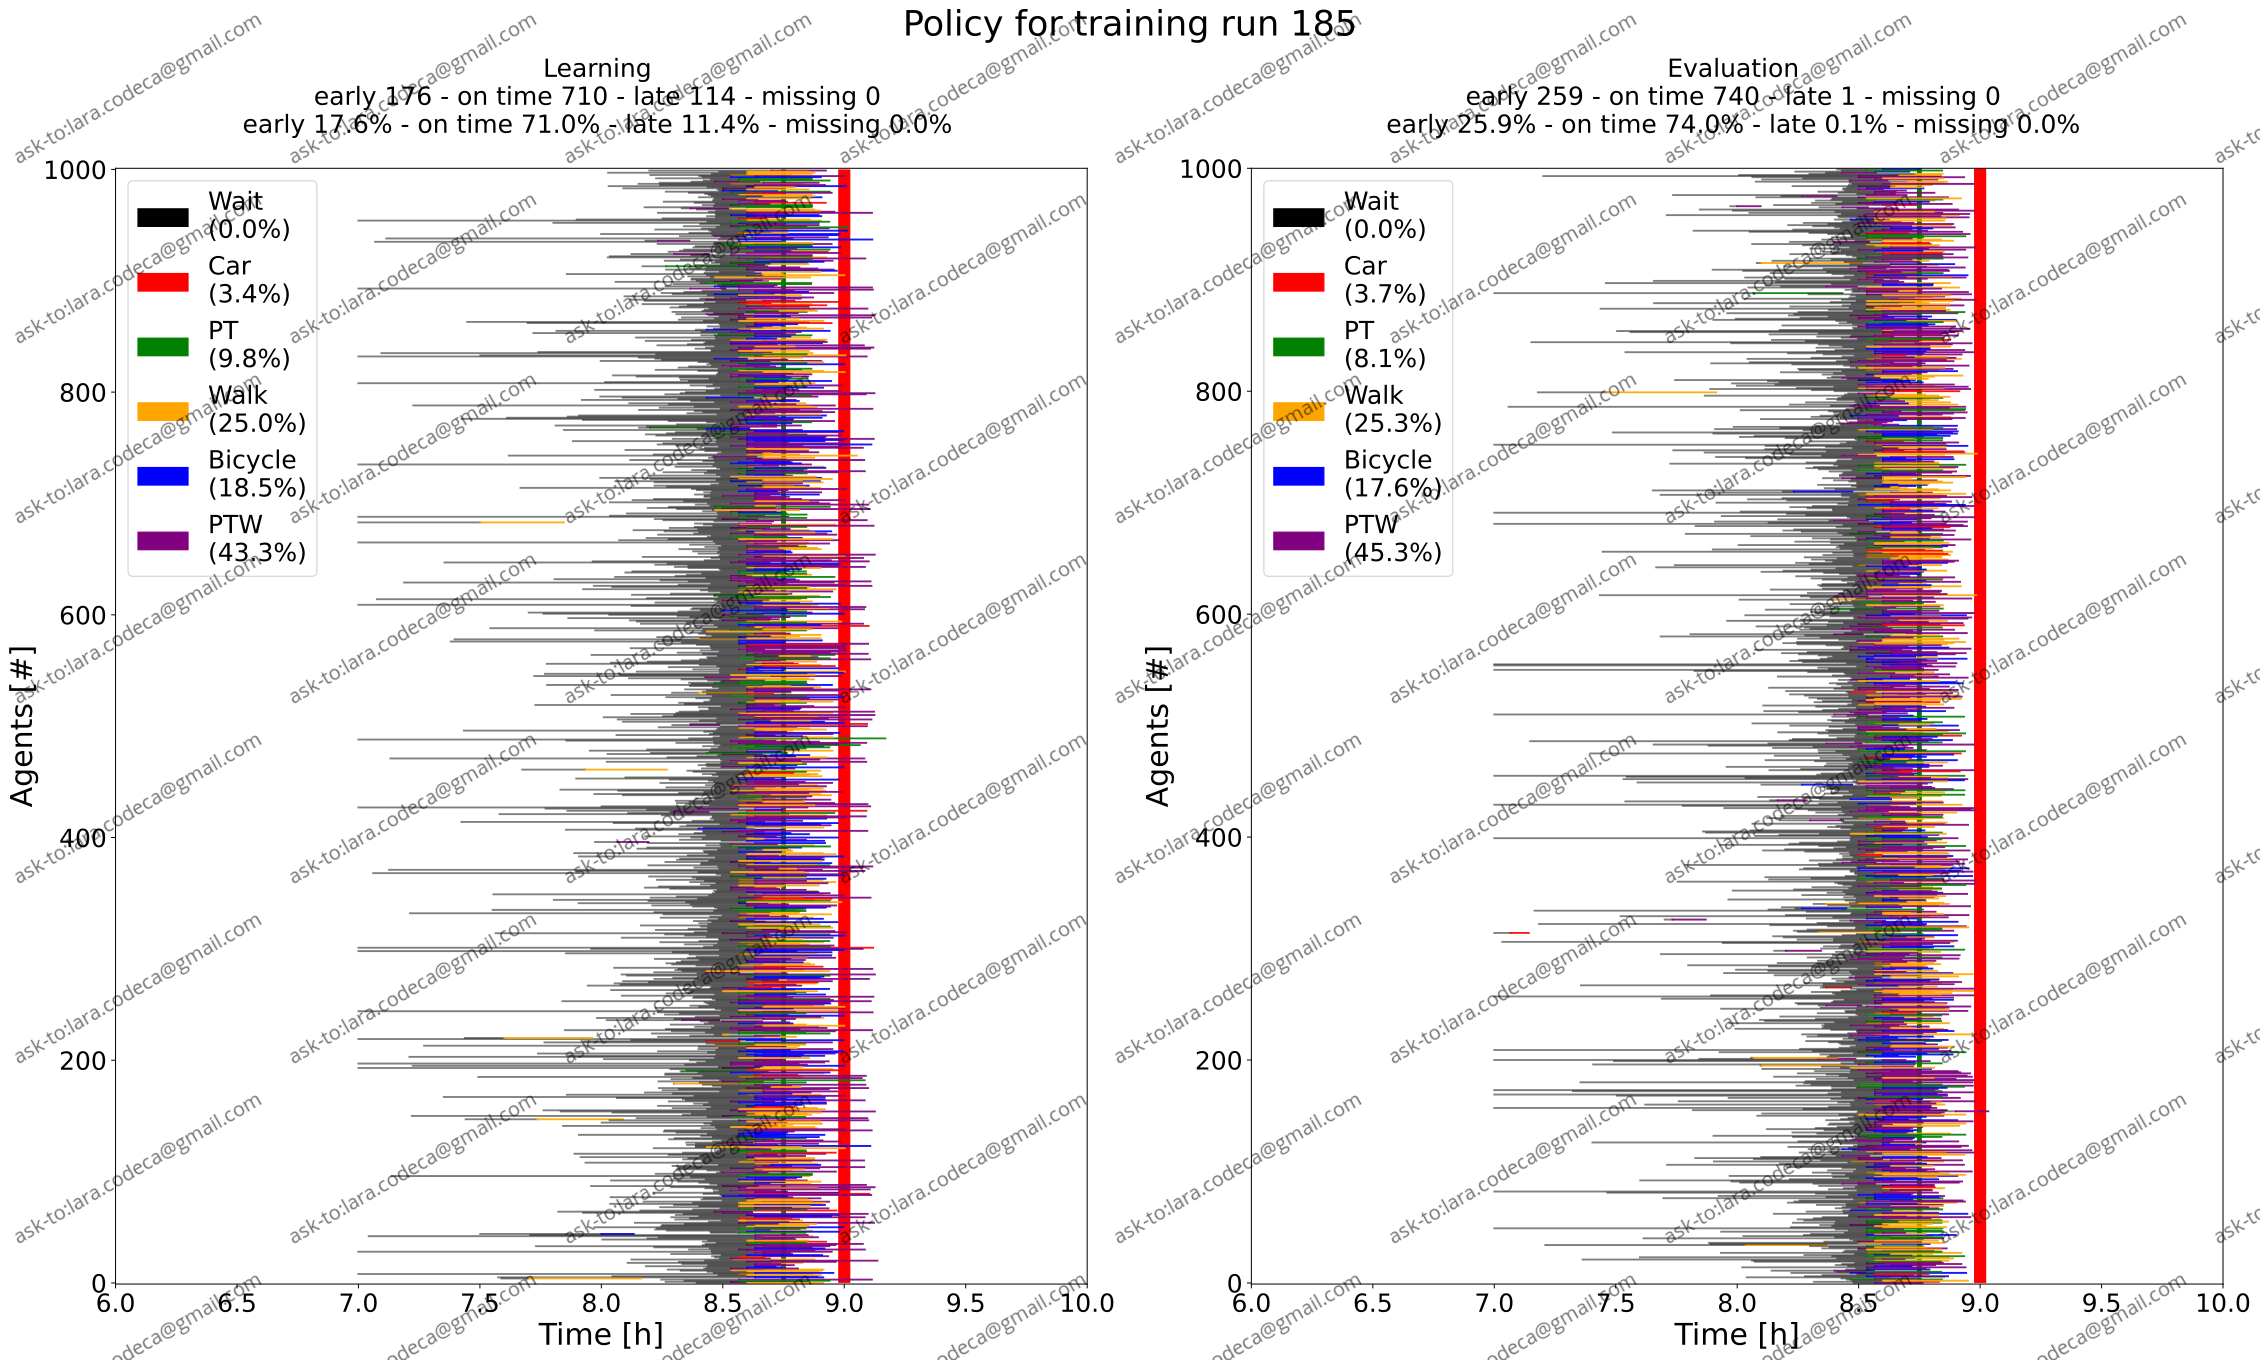 Policy for training run 185
Learning
early 176 - on time 710 - late 114 - missing 0
early 17.6% - on time 71.0% - late 11.4% - missing 0.0%
Agents [#]
1000
800
600
400
200
0
Wait
(0.0%)
Car
(3.4%)
PT
(9.8%)
Walk
(25.0%)
Bicycle
(18.5%)
PTW
(43.3%)
6.0 6.5 7.0 7.5 8.0 8.5 9.0 9.5 10.0
Time [h]
Evaluation
early 259 - on time 740 - late 1 - missing 0
early 25.9% - on time 74.0% - late 0.1% - missing 0.0%
Agents [#]
1000
800
600
400
200
0
Wait
(0.0%)
Car
(3.7%)
PT
(8.1%)
Walk
(25.3%)
Bicycle
(17.6%)
PTW
(45.3%)
6.0 6.5 7.0 7.5 8.0 8.5 9.0 9.5 10.0
Time [h]
ask-to:lara.codeca@gmail.com